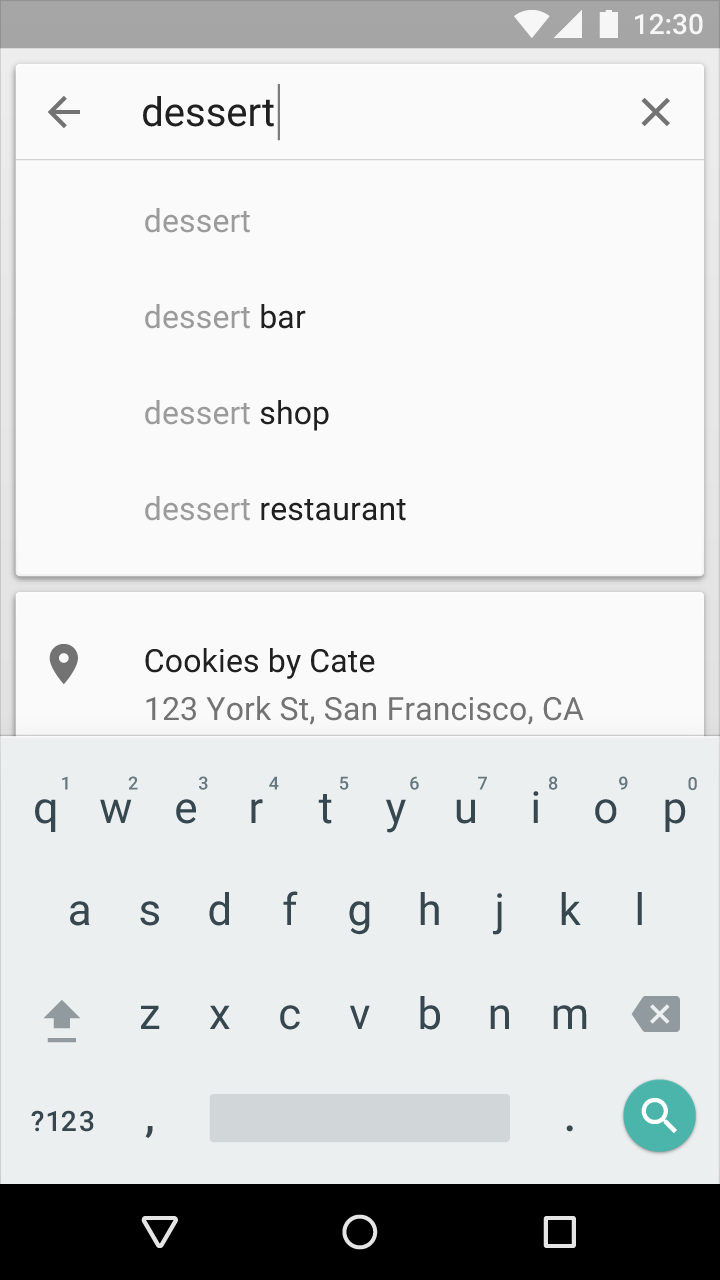 12:30
dessert
dessert
dessert bar
dessert shop
dessert restaurant
Cookies by Cate
123 York St, San Francisco, CA
1 2 3 4 5 6 7 8 9 0
q w e r t y u i o p
a s d f g h j k l
z x c v b n m
?123 , .